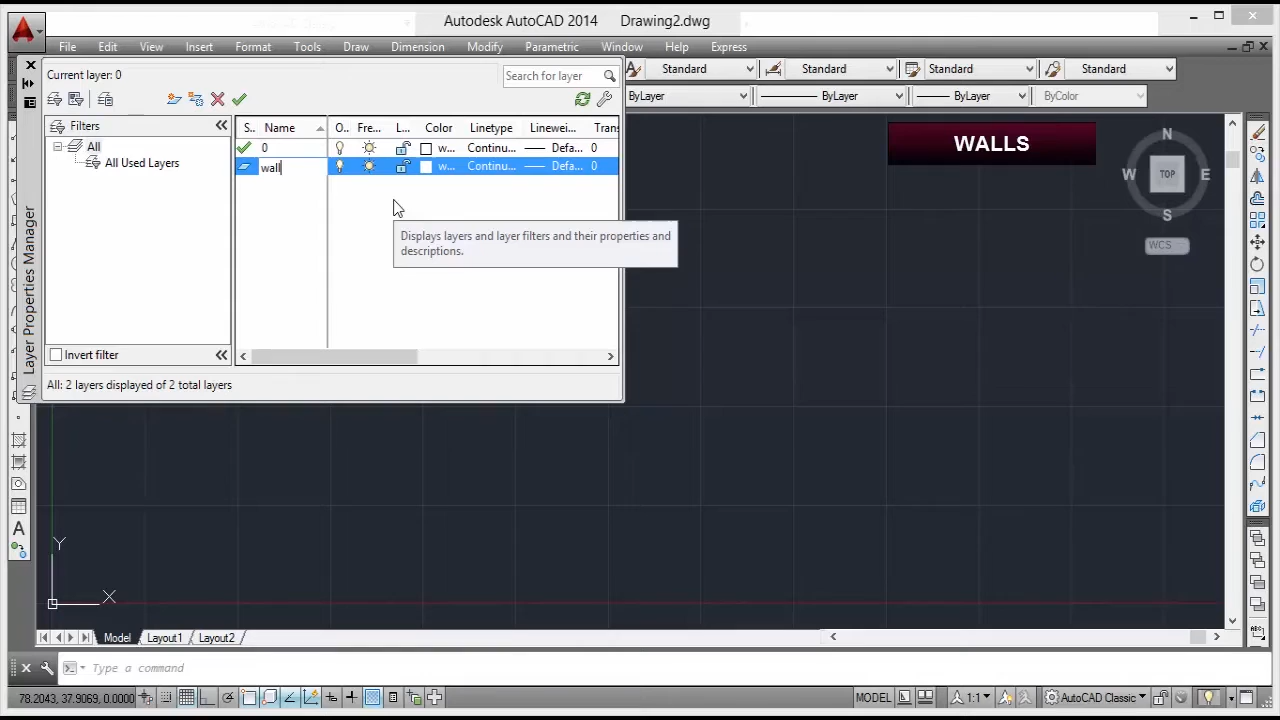 Autodesk AutoCAD 2014 Drawing2.dwg
File Edit View Insert Format Tools Draw Dimension Modify Parametric Window Help Express
Current layer: 0
Search for layer
Standard Standard Standard Standard
ByLayer ByLayer ByLayer ByColor
Filters
S.. Name O.. Fre... L... Color Linetype Linewei... Trans
All
0 w... Continu... Defa... 0
All Used Layers
wall w... Continu... Defa... 0
WALLS
N
W TOP E
S
WCS
Displays layers and layer filters and their properties and
descriptions.
Layer Properties Manager
Invert filter
All: 2 layers displayed of 2 total layers
Y
X
A
Model Layout1 Layout2
Type a command
78.2043, 37.9069, 0.0000 MODEL 1:1 AutoCAD Classic